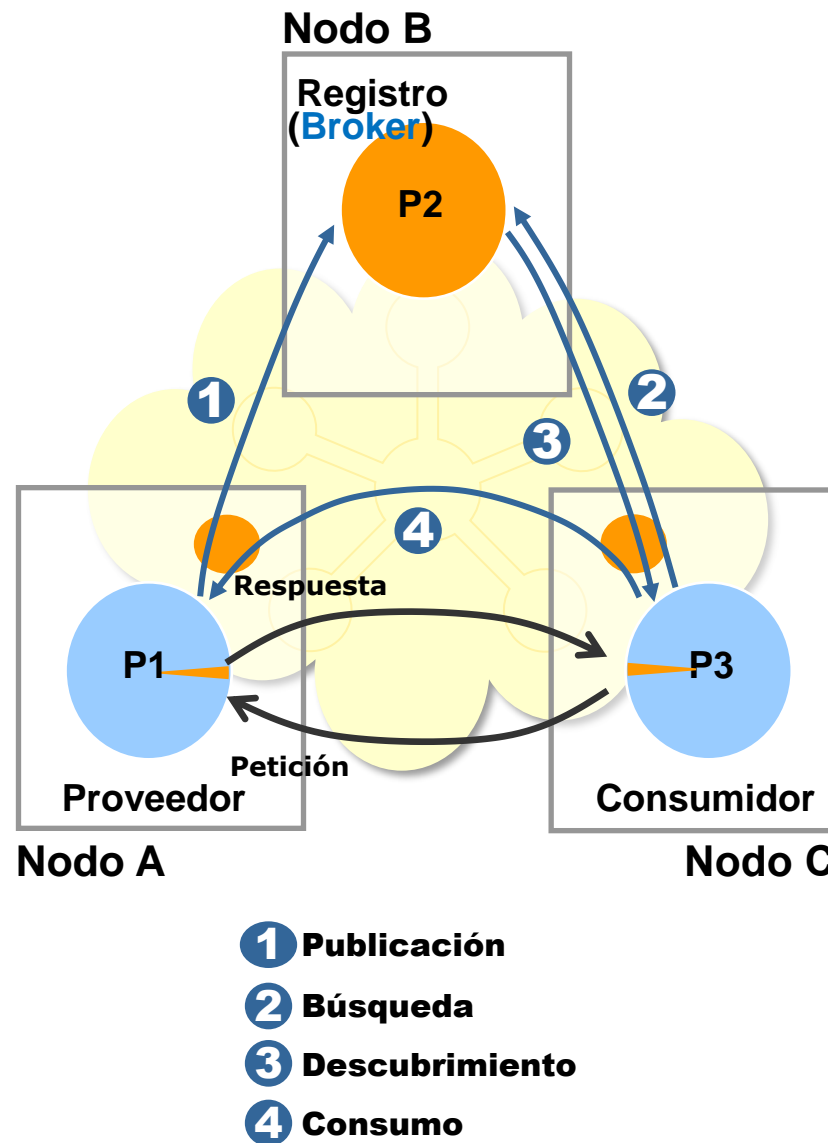 Nodo B
Registro
(Broker)
P2
1
2
3
4
Respuesta
P1
P3
Petición
Proveedor
Consumidor
Nodo A
Nodo C
1 Publicación
2 Búsqueda
3 Descubrimiento
4 Consumo